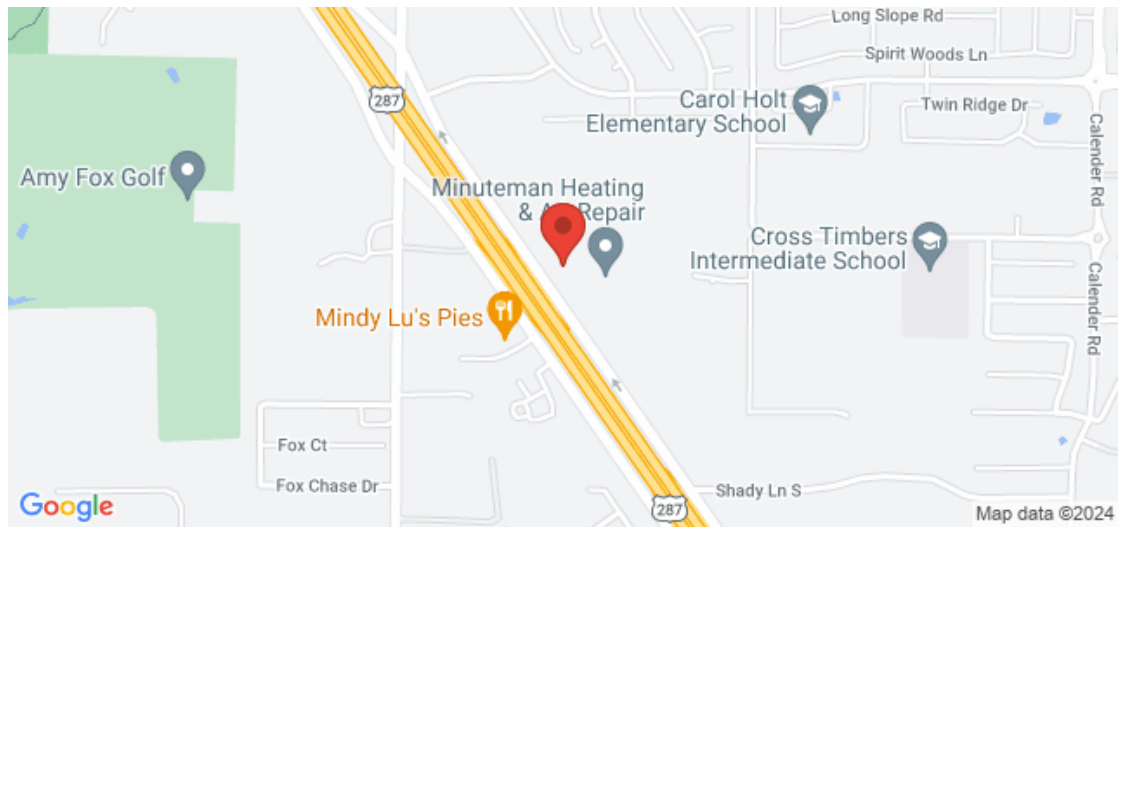 Long Slope Rd
Spirit Woods Ln
287
Carol Holt
Elementary School
Twin Ridge Dr
Calender Rd
Amy Fox Golf
Minuteman Heating
& Repair
Cross Timbers
Intermediate School
Calender Rd
Mindy Lu's Pies
Fox Ct
Fox Chase Dr
Shady Ln S
287
Google
Map data ©2024